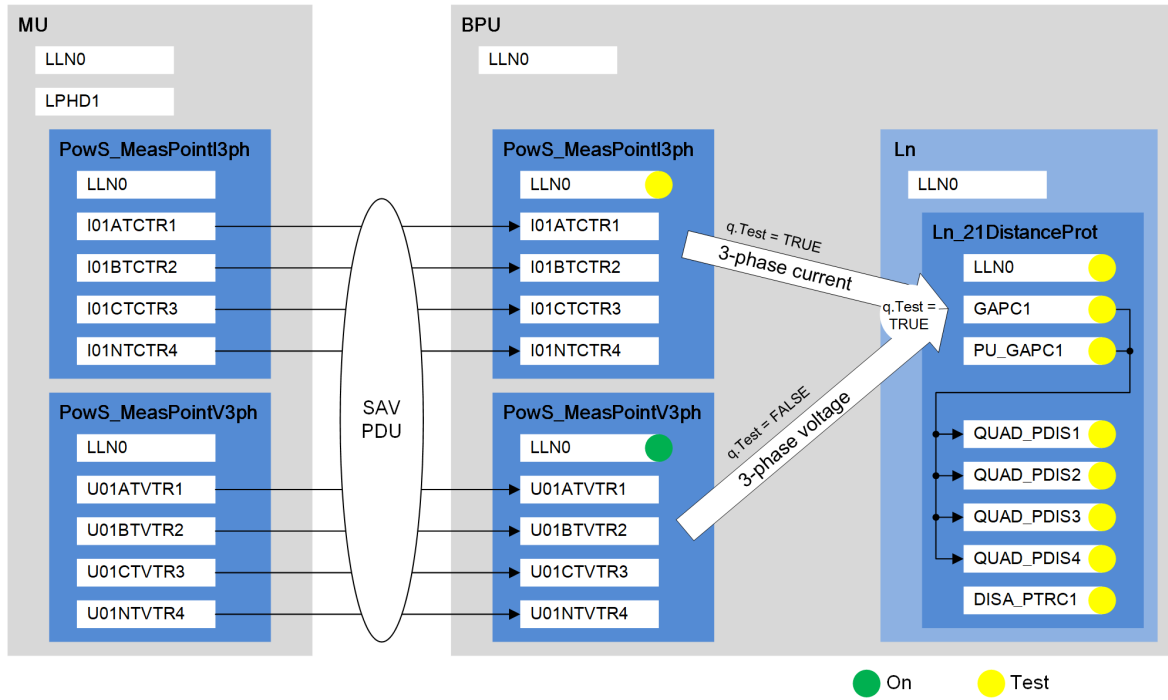 MU
LLN0
LPHD1
PowS_MeasPointI3ph
LLN0
I01ATCTR1
I01BTCTR2
I01CTCTR3
I01NTCTR4
PowS_MeasPointV3ph
LLN0
U01ATVTR1
U01BTVTR2
U01CTVTR3
U01NTVTR4
SAV
PDU
BPU
LLN0
PowS_MeasPointI3ph
LLN0
I01ATCTR1
I01BTCTR2
I01CTCTR3
I01NTCTR4
PowS_MeasPointV3ph
LLN0
U01ATVTR1
U01BTVTR2
U01CTVTR3
U01NTVTR4
q.Test = TRUE
3-phase current
q.Test =
TRUE
q.Test = FALSE
3-phase voltage
Ln
LLN0
Ln_21DistanceProt
LLN0
GAPC1
PU_GAPC1
QUAD_PDIS1
QUAD_PDIS2
QUAD_PDIS3
QUAD_PDIS4
DISA_PTRC1
On
Test